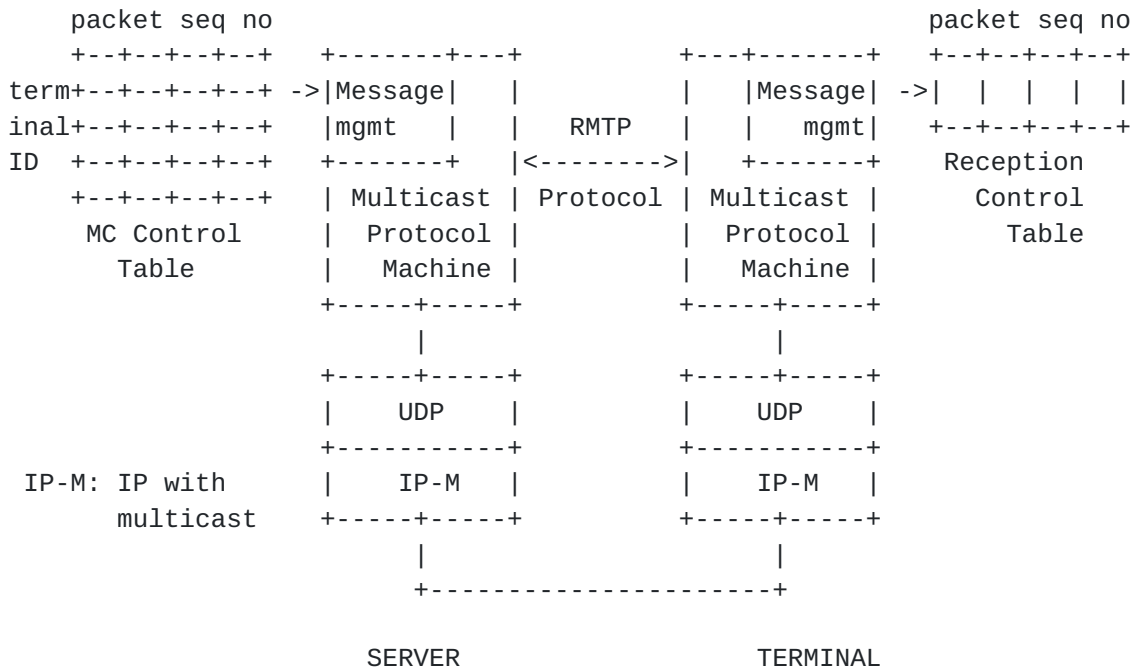 packet seq no                                          packet seq no
    +--+--+--+--+   +-------+---+          +---+-------+   +--+--+--+--+
term+--+--+--+--+ ->|Message|   |          |   |Message| ->|  |  |  |  |
inal+--+--+--+--+   |mgmt   |   |   RMTP   |   |   mgmt|   +--+--+--+--+
ID  +--+--+--+--+   +-------+   |<-------->|   +-------+    Reception
    +--+--+--+--+   | Multicast | Protocol | Multicast |      Control
     MC Control     |  Protocol |          |  Protocol |        Table
       Table        |   Machine |          |   Machine |
                    +-----+-----+          +-----+-----+
                          |                      |
                    +-----+-----+          +-----+-----+
                    |    UDP    |          |    UDP    |
                    +-----------+          +-----------+
 IP-M: IP with      |    IP-M   |          |    IP-M   |
       multicast    +-----+-----+          +-----+-----+
                          |                      |
                          +----------------------+
                       SERVER                   TERMINAL